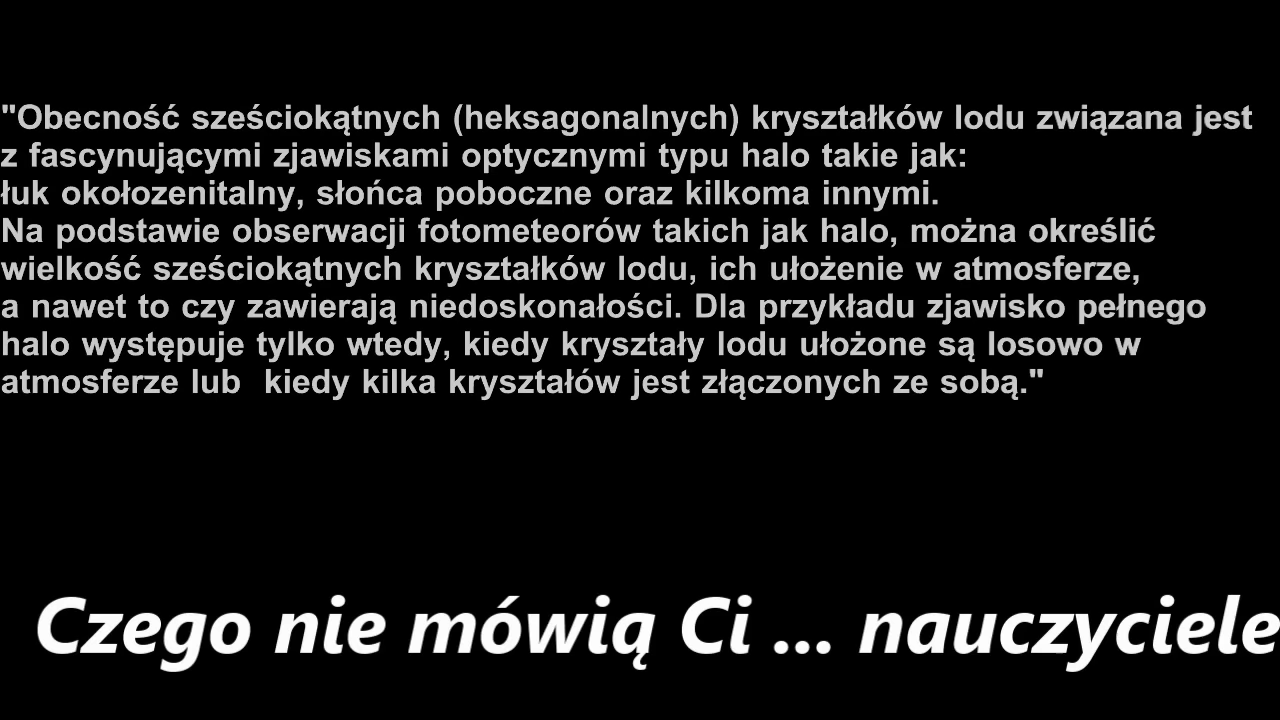 "Obecność sześciokątnych (heksagonalnych) kryształków lodu związana jest
z fascynującymi zjawiskami optycznymi typu halo takie jak:
łuk okołozenitalny, słońca poboczne oraz kilkoma innymi.
Na podstawie obserwacji fotometeorów takich jak halo, można określić
wielkość sześciokątnych kryształków lodu, ich ułożenie w atmosferze,
a nawet to czy zawierają niedoskonałości. Dla przykładu zjawisko pełnego
halo występuje tylko wtedy, kiedy kryształy lodu ułożone są losowo w
atmosferze lub  kiedy kilka kryształów jest złączonych ze sobą."
Czego nie mówią Ci ... nauczyciele